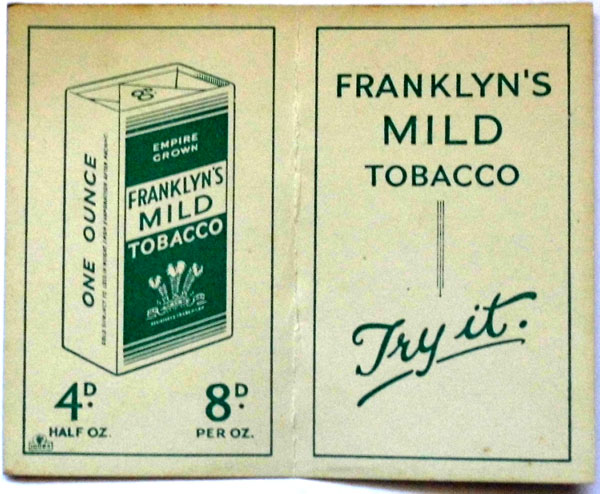 EMPIRE
GROWN
FRANKLYN'S
MILD
TOBACCO
ONE OUNCE
4D.
HALF OZ.
8D.
PER OZ.
FRANKLYN'S
MILD
TOBACCO
Try it.